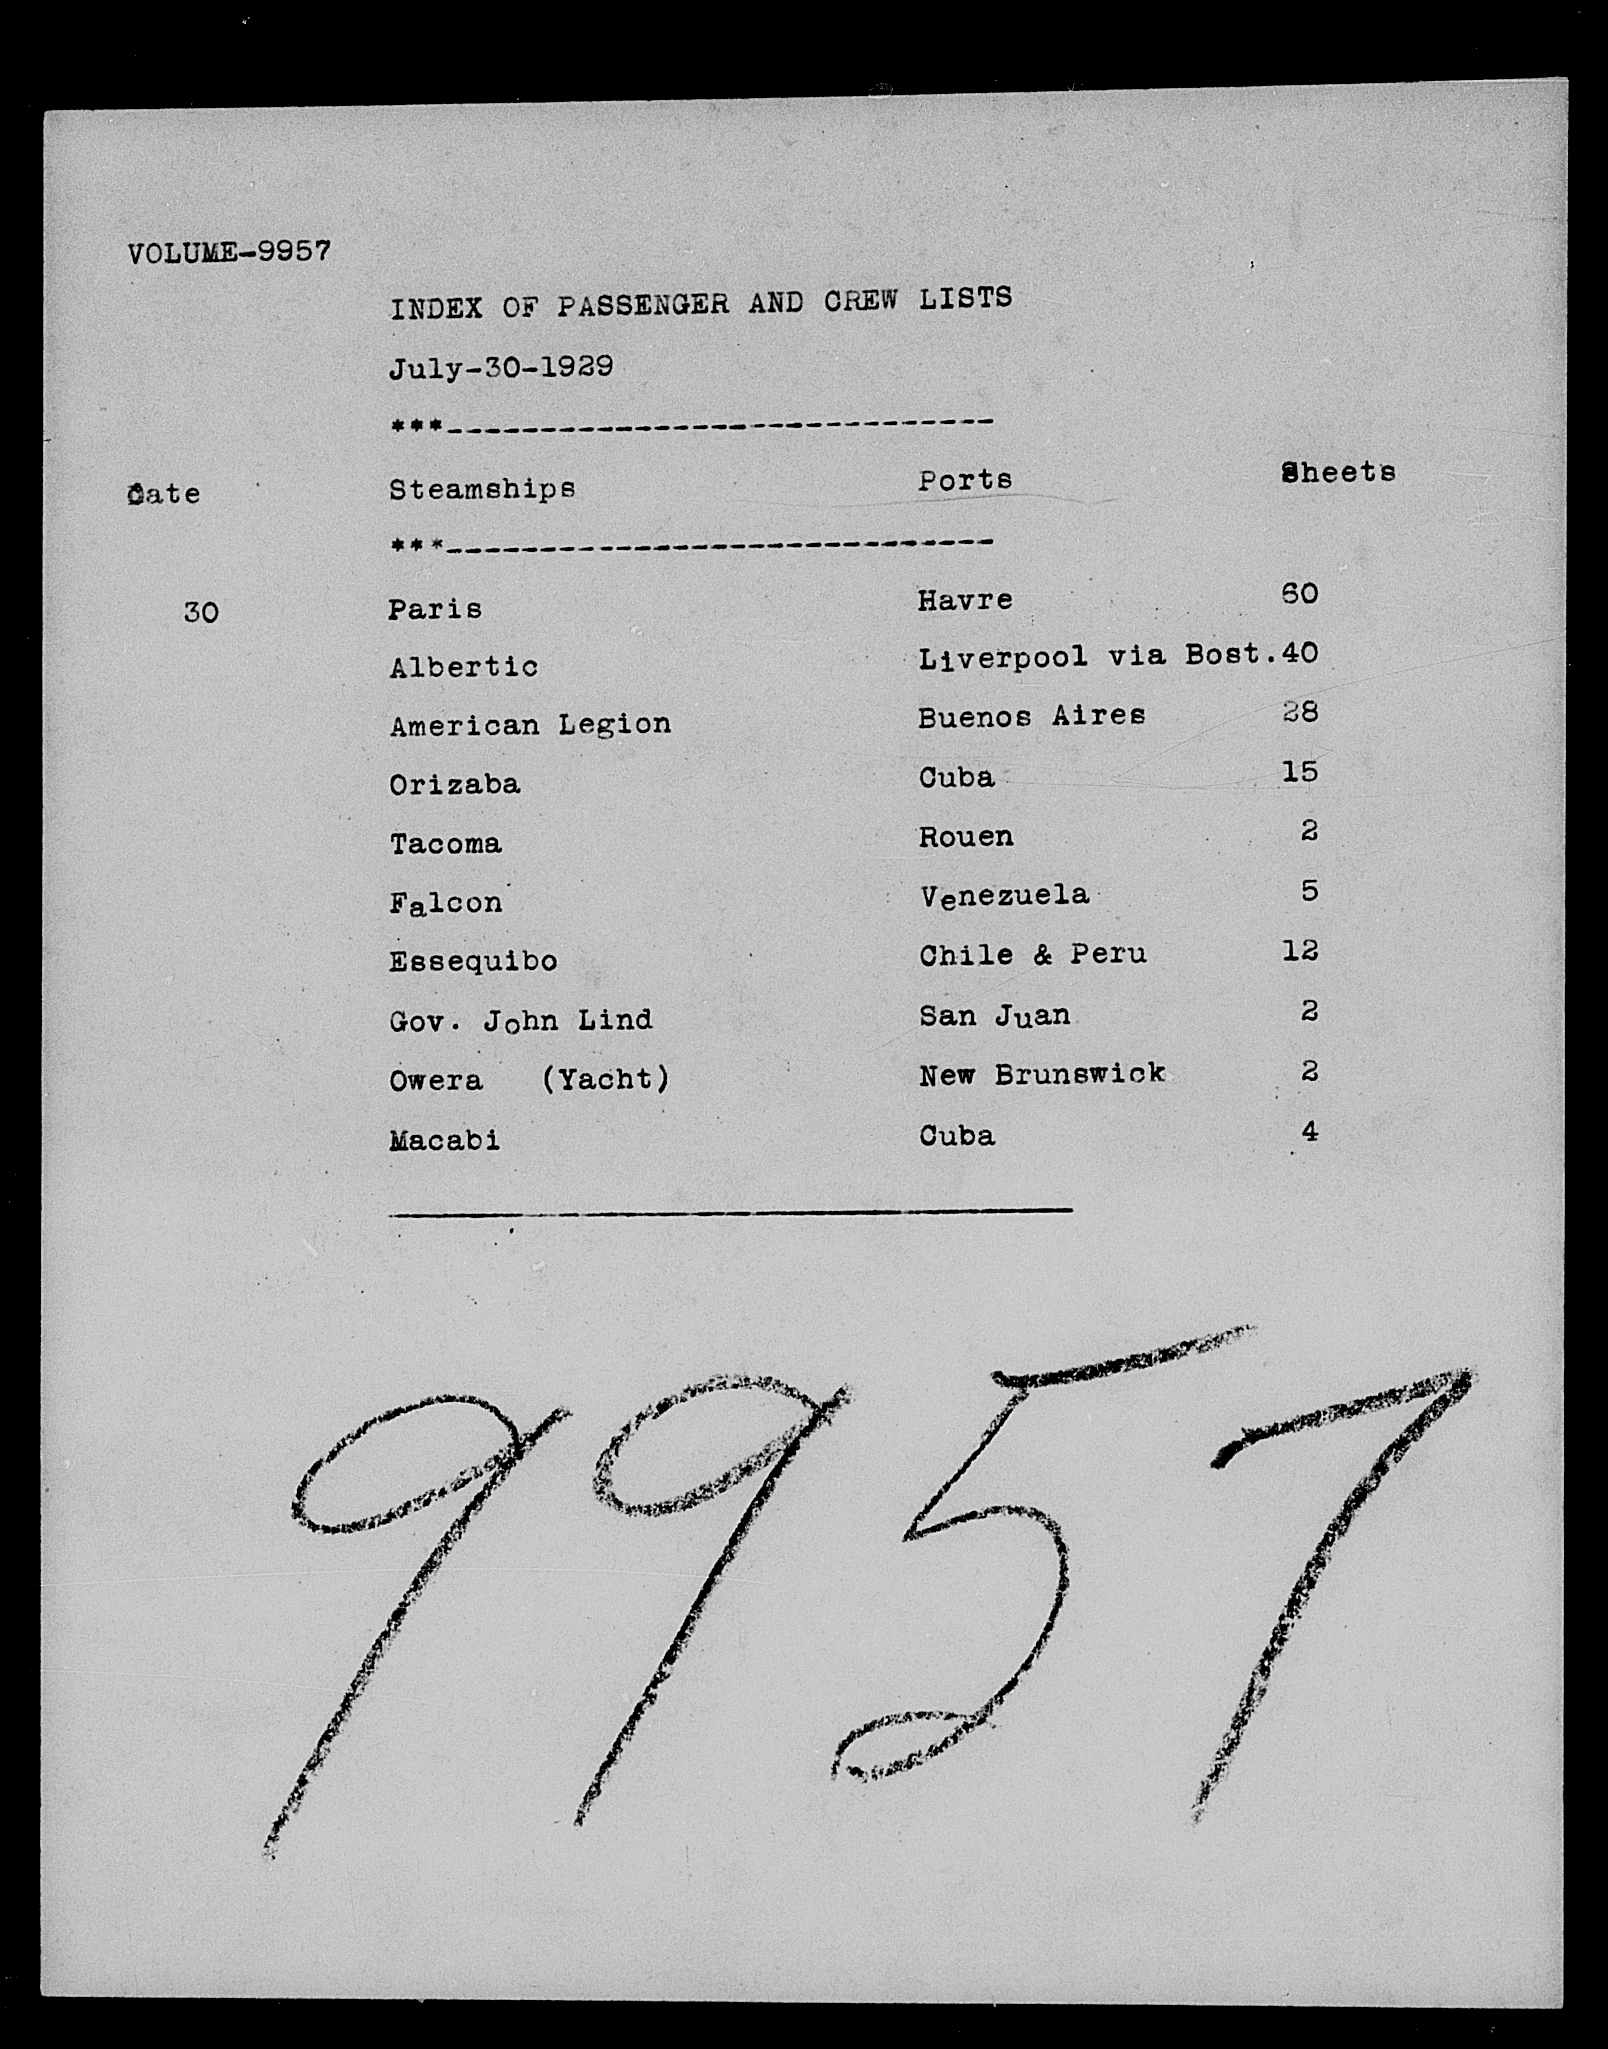 VOLUME-9957
INDEX OF PASSENGER AND CREW LISTS
July-30-1929
***------------------------------
Date Steamships Ports Sheets
***------------------------------
30 Paris Havre 60
Albertic Liverpool via Bost. 40
American Legion Buenos Aires 28
Orizaba Cuba 15
Tacoma Rouen 2
Falcon Venezuela 5
Essequibo Chile & Peru 12
Gov. John Lind San Juan 2
Owera (Yacht) New Brunswick 2
Macabi Cuba 4
9957